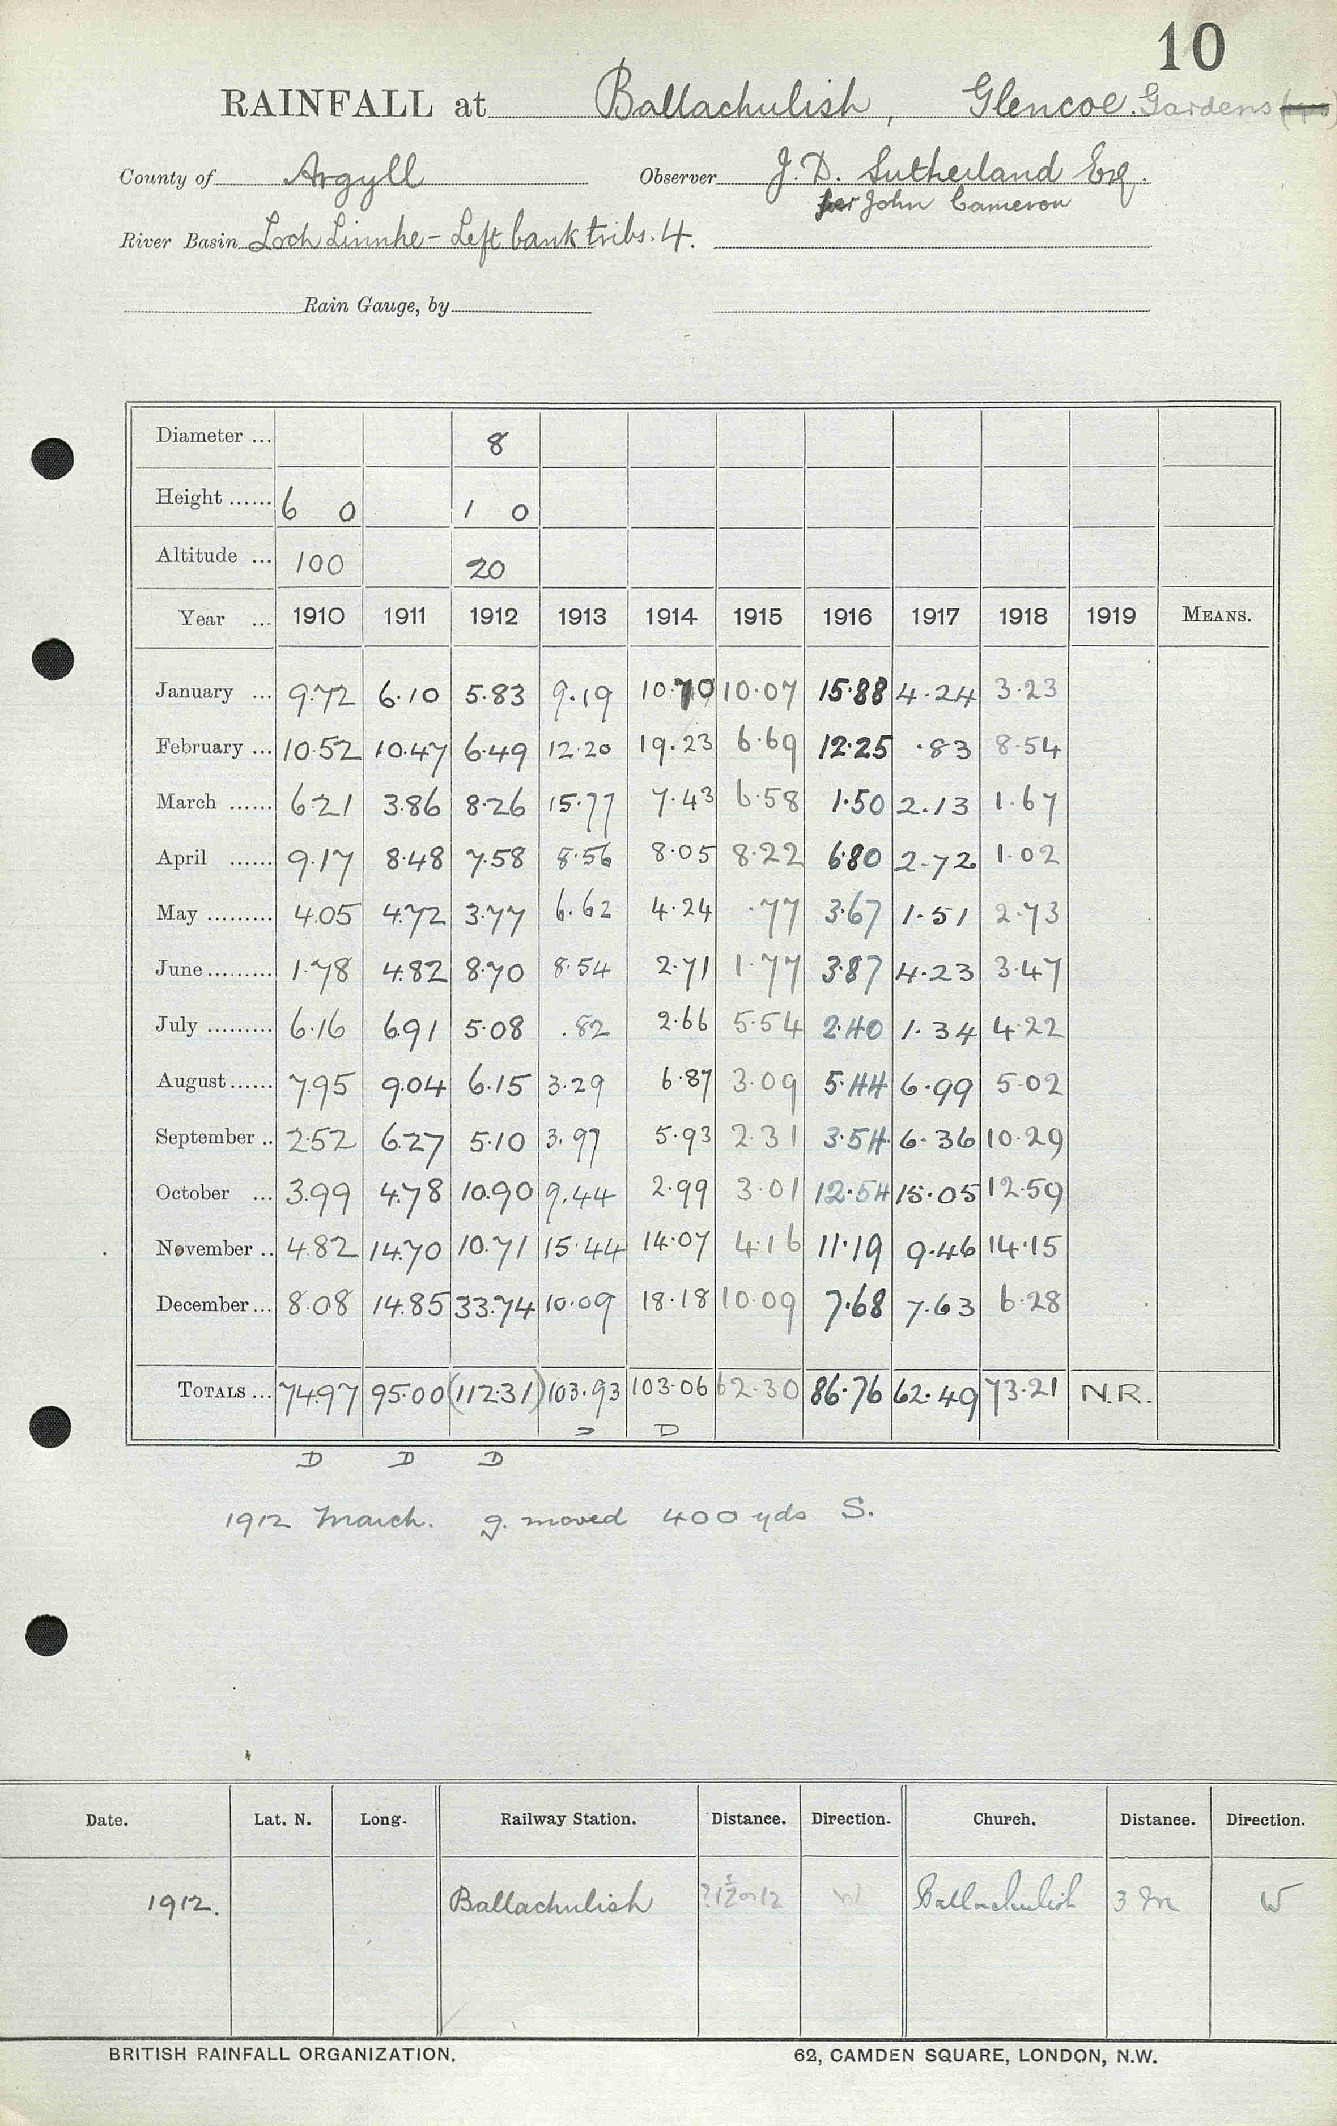 10
RAINFALL at Ballachulish, Glencoe. Gardens
County of Argyll Observer J. D. Sutherland Esq.
per John Cameron
River Basin Loch Linnhe - Left bank tribs. 4.
Rain Gauge, by
Diameter ... 8
Height ...... 6 0 1 0
Altitude ... 100 20
Year ... 1910 1911 1912 1913 1914 1915 1916 1917 1918 1919 MEANS.
January ... 9.72 6.10 5.83 9.19 10.70 10.07 15.88 4.24 3.23
February ... 10.52 10.47 6.49 12.20 19.23 6.69 12.25 .83 8.54
March ...... 6.21 3.86 8.26 15.77 7.43 6.58 1.50 2.13 1.67
April ...... 9.17 8.48 7.58 8.56 8.05 8.22 6.80 2.72 1.02
May ......... 4.05 4.72 3.77 6.62 4.24 .77 3.67 1.51 2.73
June ......... 1.78 4.82 8.70 8.54 2.71 1.77 3.87 4.23 3.47
July ......... 6.16 6.91 5.08 .82 2.66 5.54 2.40 1.34 4.22
August ...... 7.95 9.04 6.15 3.29 6.87 3.09 5.44 6.99 5.02
September .. 2.52 6.27 5.10 3.97 5.93 2.31 3.54 6.36 10.29
October ... 3.99 4.78 10.90 9.44 2.99 3.01 12.54 15.05 12.59
November .. 4.82 14.70 10.71 15.44 14.07 4.16 11.19 9.46 14.15
December ... 8.08 14.85 33.74 10.09 18.18 10.09 7.68 7.63 6.28
TOTALS ... 74.97 95.00 (112.31) 103.93 103.06 62.30 86.76 62.49 73.21 N.R.
D D
D D D
1912 March. g. moved 400 yds S.
Date. Lat. N. Long. Railway Station. Distance. Direction. Church. Distance. Direction.
1912. Ballachulish W Ballachulish 3 m W
BRITISH RAINFALL ORGANIZATION. 62, CAMDEN SQUARE, LONDON, N.W.